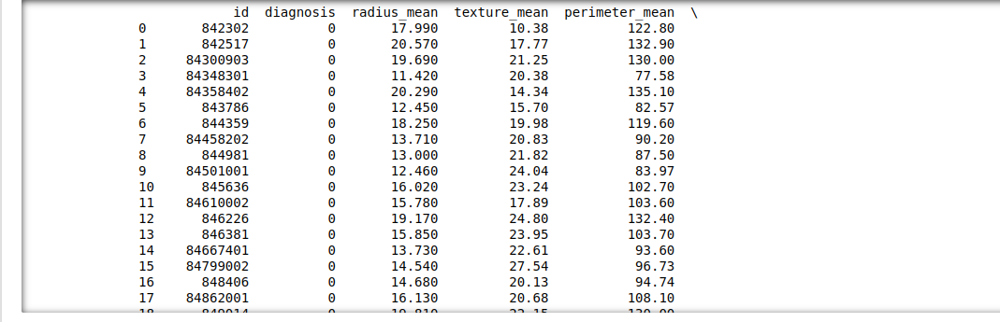 id diagnosis radius_mean texture_mean perimeter_mean \
0 842302 0 17.990 10.38 122.80
1 842517 0 20.570 17.77 132.90
2 84300903 0 19.690 21.25 130.00
3 84348301 0 11.420 20.38 77.58
4 84358402 0 20.290 14.34 135.10
5 843786 0 12.450 15.70 82.57
6 844359 0 18.250 19.98 119.60
7 84458202 0 13.710 20.83 90.20
8 844981 0 13.000 21.82 87.50
9 84501001 0 12.460 24.04 83.97
10 845636 0 16.020 23.24 102.70
11 84610002 0 15.780 17.89 103.60
12 846226 0 19.170 24.80 132.40
13 846381 0 15.850 23.95 103.70
14 84667401 0 13.730 22.61 93.60
15 84799002 0 14.540 27.54 96.73
16 848406 0 14.680 20.13 94.74
17 84862001 0 16.130 20.68 108.10